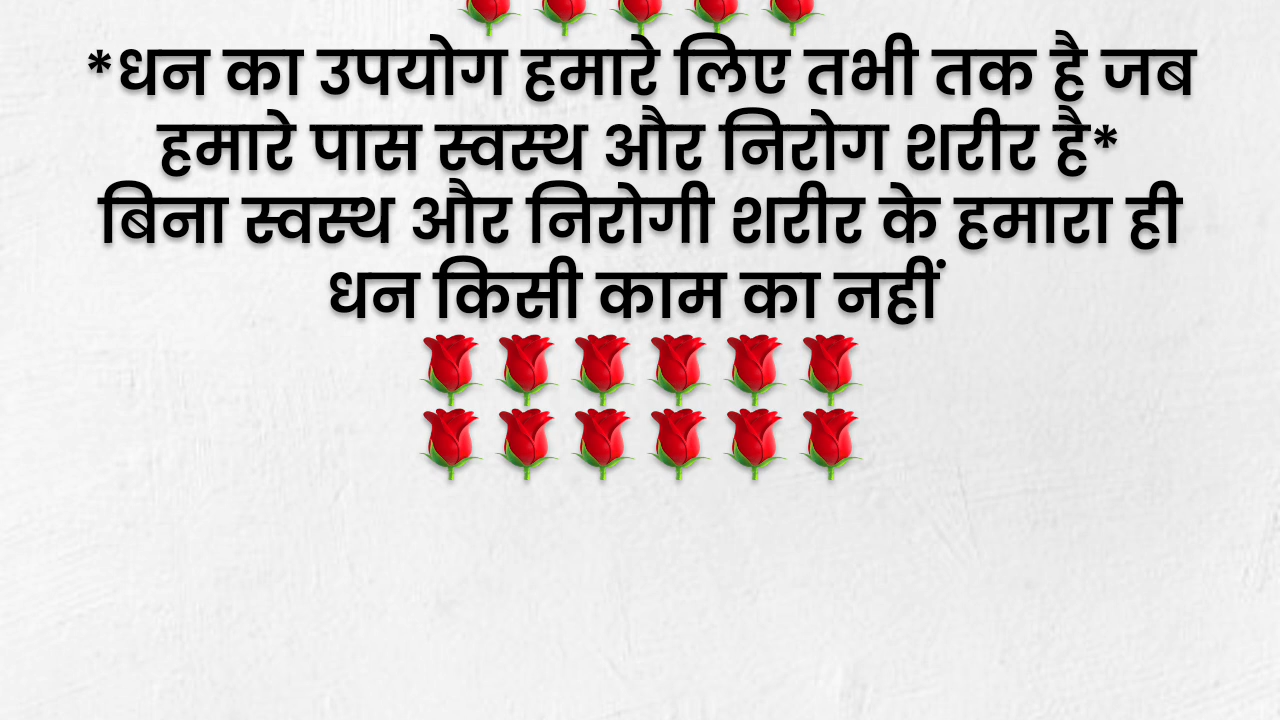 *धन का उपयोग हमारे लिए तभी तक है जब
हमारे पास स्वस्थ और निरोग शरीर है*
बिना स्वस्थ और निरोगी शरीर के हमारा ही
धन किसी काम का नहीं